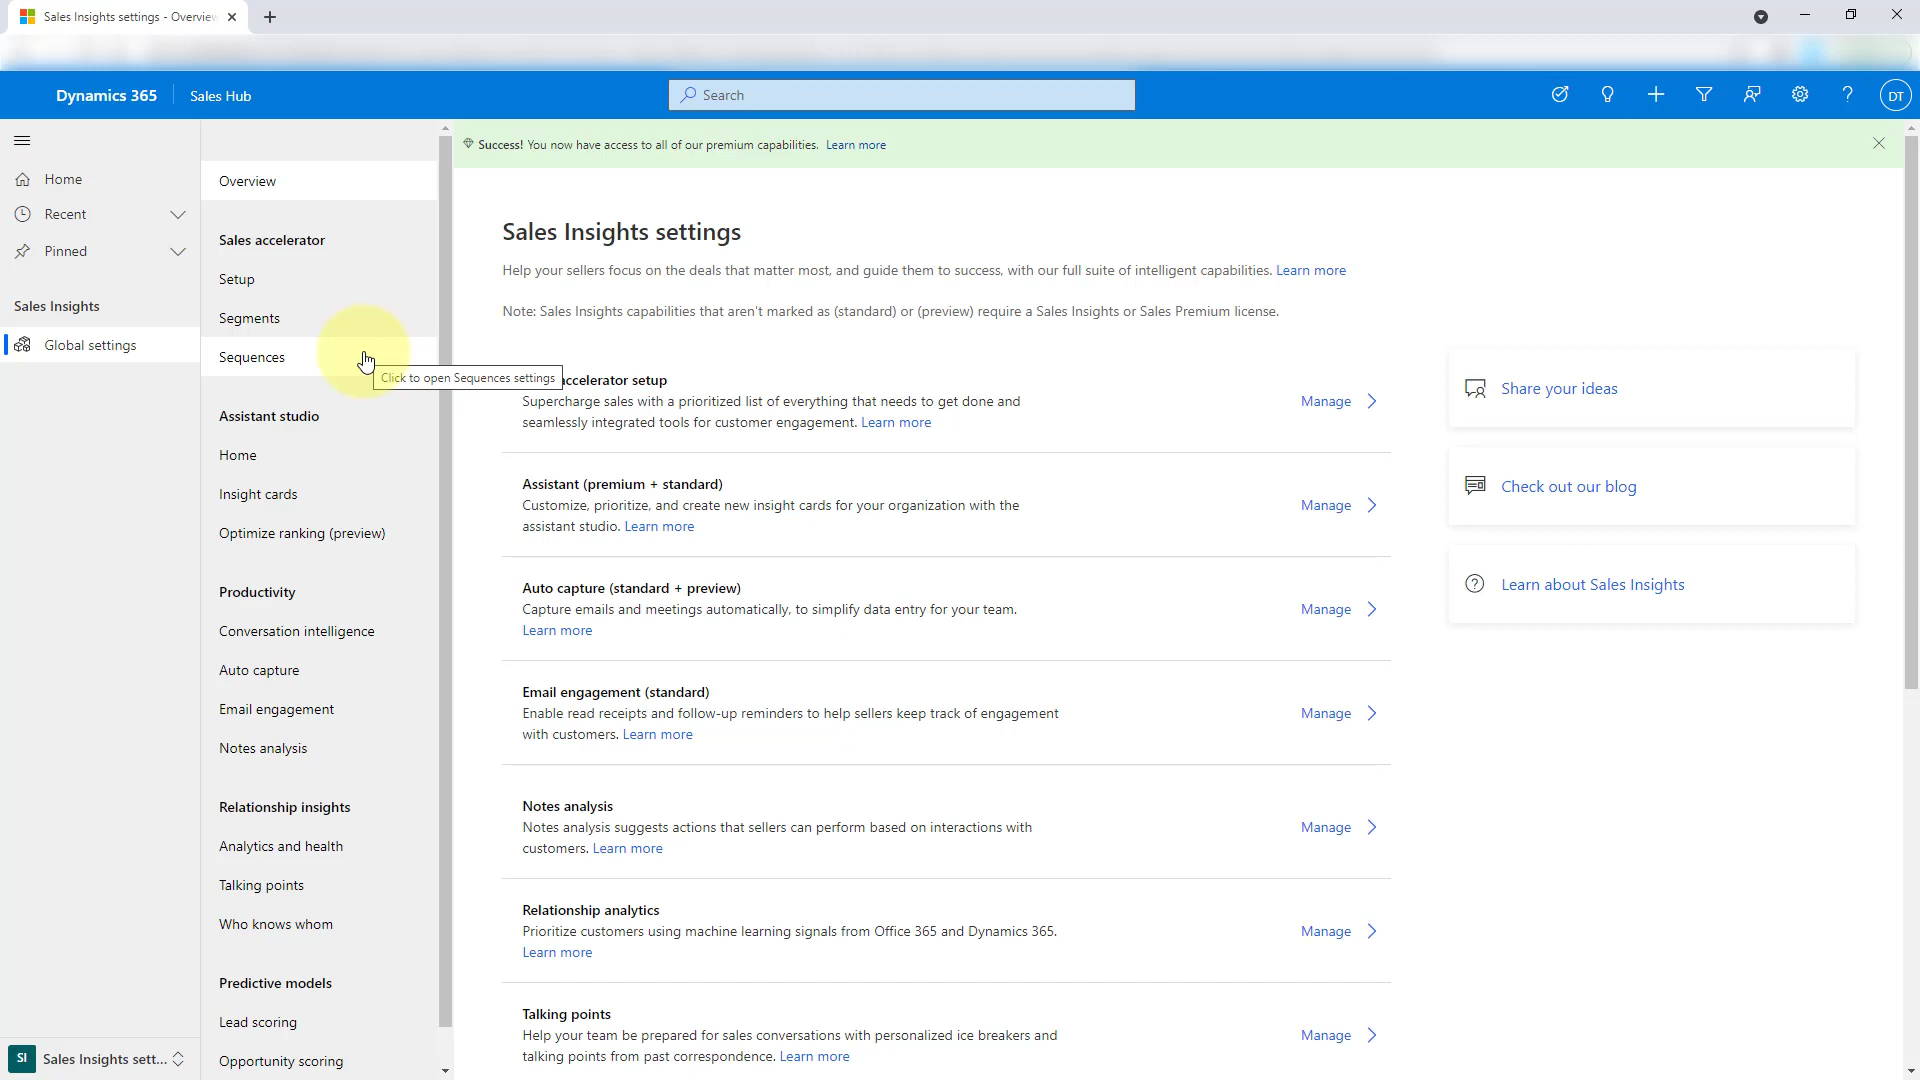 Sales Insights settings - Overview
Dynamics 365
Sales Hub
Search
DT
Success! You now have access to all of our premium capabilities. Learn more
Home
Recent
Pinned
Sales Insights
Global settings
SI
Sales Insights sett...
Overview
Sales accelerator
Setup
Segments
Sequences
Click to open Sequences settings
Assistant studio
Home
Insight cards
Optimize ranking (preview)
Productivity
Conversation intelligence
Auto capture
Email engagement
Notes analysis
Relationship insights
Analytics and health
Talking points
Who knows whom
Predictive models
Lead scoring
Opportunity scoring
Sales Insights settings
Help your sellers focus on the deals that matter most, and guide them to success, with our full suite of intelligent capabilities. Learn more
Note: Sales Insights capabilities that aren't marked as (standard) or (preview) require a Sales Insights or Sales Premium license.
accelerator setup
Supercharge sales with a prioritized list of everything that needs to get done and
seamlessly integrated tools for customer engagement. Learn more
Manage
Assistant (premium + standard)
Customize, prioritize, and create new insight cards for your organization with the
assistant studio. Learn more
Manage
Auto capture (standard + preview)
Capture emails and meetings automatically, to simplify data entry for your team.
Learn more
Manage
Email engagement (standard)
Enable read receipts and follow-up reminders to help sellers keep track of engagement
with customers. Learn more
Manage
Notes analysis
Notes analysis suggests actions that sellers can perform based on interactions with
customers. Learn more
Manage
Relationship analytics
Prioritize customers using machine learning signals from Office 365 and Dynamics 365.
Learn more
Manage
Talking points
Help your team be prepared for sales conversations with personalized ice breakers and
talking points from past correspondence. Learn more
Manage
Share your ideas
Check out our blog
Learn about Sales Insights